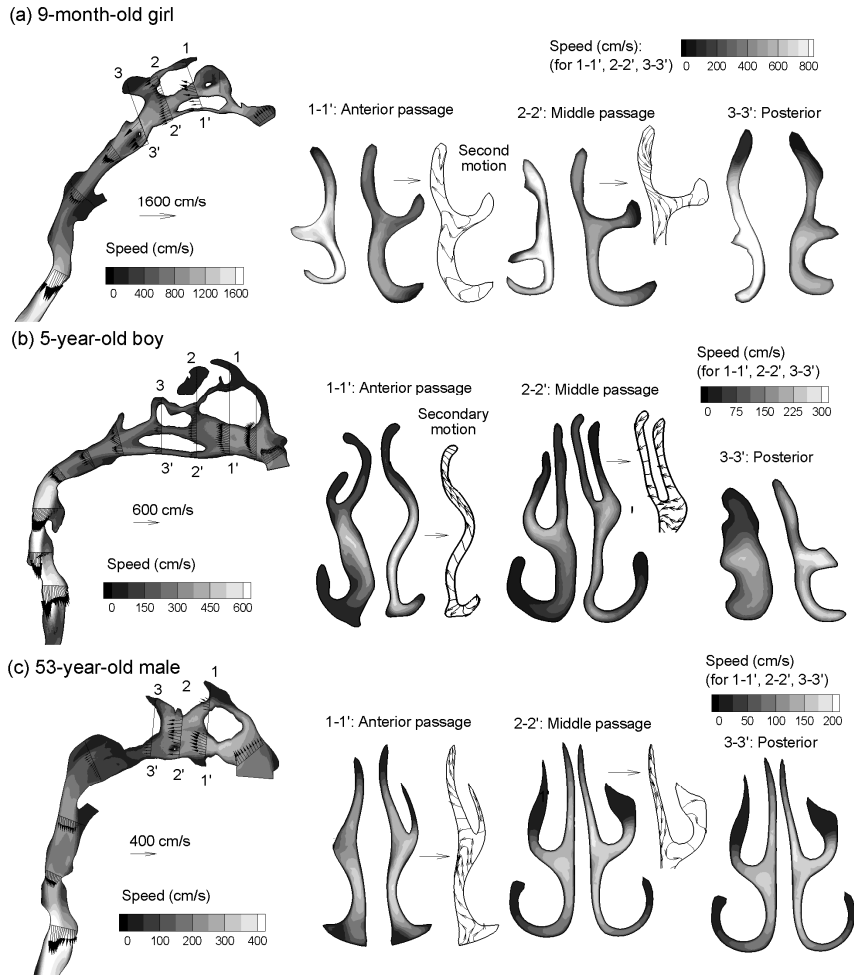 (a) 9-month-old girl
1
2
3
2'
1'
3'
1600 cm/s
Speed (cm/s)
0 400 800 1200 1600
Speed (cm/s):
(for 1-1', 2-2', 3-3')
0 200 400 600 800
1-1': Anterior passage
Second
motion
2-2': Middle passage
3-3': Posterior
(b) 5-year-old boy
1
2
3
3'
2'
1'
600 cm/s
Speed (cm/s)
0 150 300 450 600
1-1': Anterior passage
Secondary
motion
2-2': Middle passage
Speed (cm/s)
(for 1-1', 2-2', 3-3')
0 75 150 225 300
3-3': Posterior
(c) 53-year-old male
1
2
3
3'
2'
1'
400 cm/s
Speed (cm/s)
0 100 200 300 400
1-1': Anterior passage
2-2': Middle passage
Speed (cm/s)
(for 1-1', 2-2', 3-3')
0 50 100 150 200
3-3': Posterior